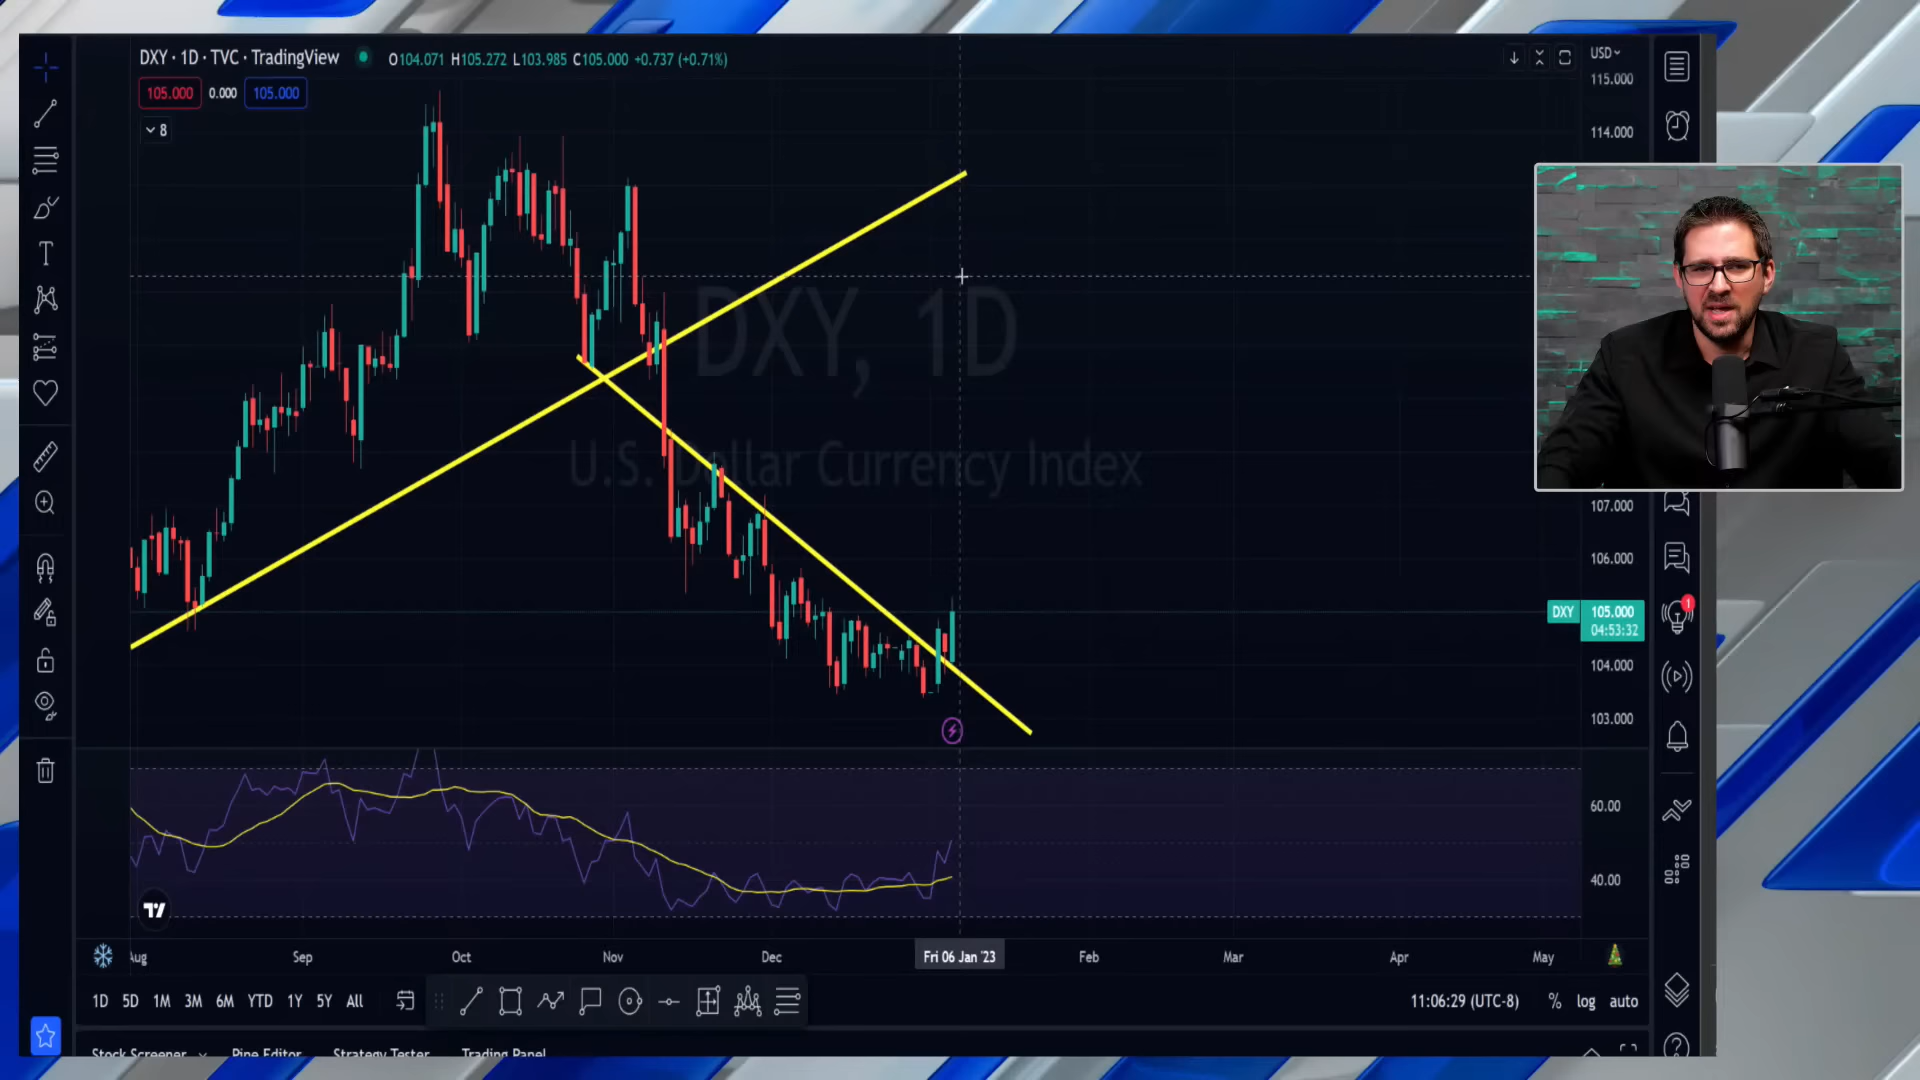 DXY · 1D · TVC · TradingView O104.071 H105.272 L103.985 C105.000 +0.737 (+0.71%)
USD
115.000
105.000 0.000 105.000
8
114.000
DXY, 1D
U.S. Dollar Currency Index
107.000
106.000
1
DXY 105.000
04:53:32
104.000
103.000
60.00
40.00
Aug Sep Oct Nov Dec Fri 06 Jan '23 Feb Mar Apr May
1D 5D 1M 3M 6M YTD 1Y 5Y All 11:06:29 (UTC-8) % log auto
Stock Screener Pine Editor Strategy Tester Trading Panel